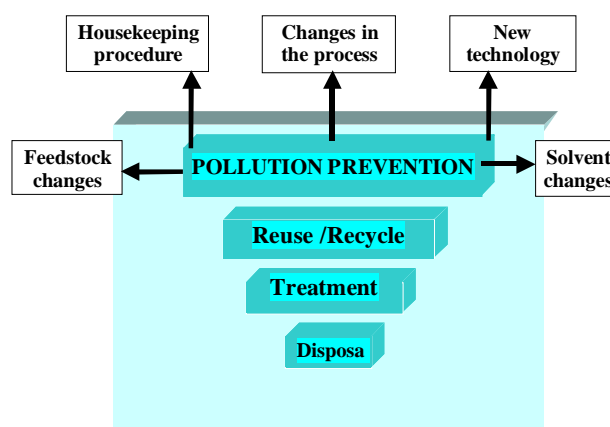 Housekeeping
procedure
Changes in
the process
New
technology
Feedstock
changes
POLLUTION PREVENTION
Solvent
changes
Reuse /Recycle
Treatment
Disposa